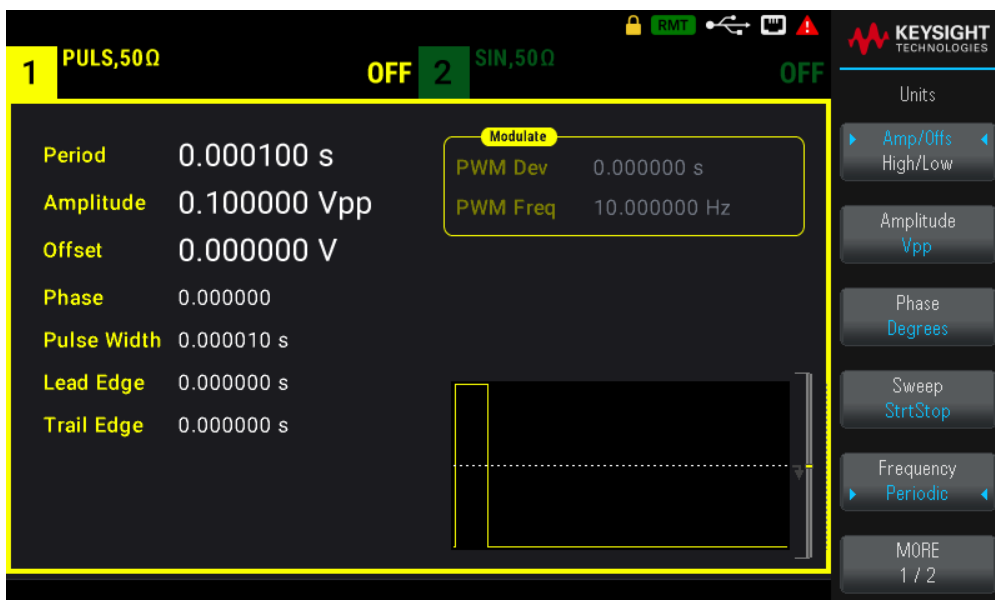 RMT
KEYSIGHT
TECHNOLOGIES
1 PULS,50Ω OFF 2 SIN,50Ω OFF
Units
Modulate
Period 0.000100 s
PWM Dev 0.000000 s
Amplitude 0.100000 Vpp
PWM Freq 10.000000 Hz
Offset 0.000000 V
Phase 0.000000
Pulse Width 0.000010 s
Lead Edge 0.000000 s
Trail Edge 0.000000 s
Amp/Offs
High/Low
Amplitude
Vpp
Phase
Degrees
Sweep
StrtStop
Frequency
Periodic
MORE
1 / 2